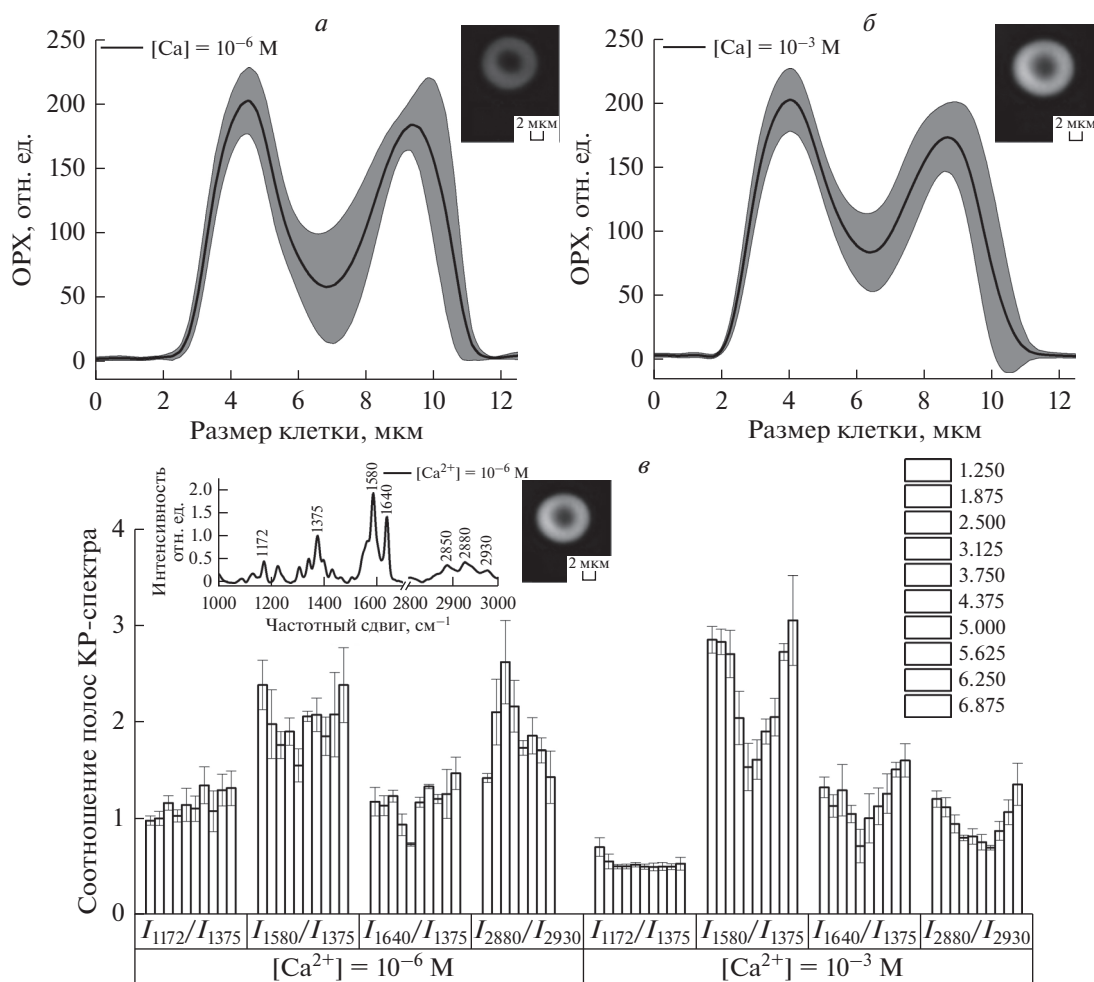 а
250
200
150
100
50
0
ОРХ, отн. ед.
[Ca] = 10⁻⁶ М
2 мкм
0 2 4 6 8 10 12
Размер клетки, мкм
б
250
200
150
100
50
0
ОРХ, отн. ед.
[Ca] = 10⁻³ М
2 мкм
0 2 4 6 8 10 12
Размер клетки, мкм
в
Интенсивность
отн. ед.
2.0
1.5
1.0
0.5
0
[Ca²⁺] = 10⁻⁶ М
1172
1375
1580
1640
2850
2880
2930
1000 1200 1400 1600 2800 2900 3000
Частотный сдвиг, см⁻¹
2 мкм
1.250
1.875
2.500
3.125
3.750
4.375
5.000
5.625
6.250
6.875
Соотношение полос КР-спектра
4
3
2
1
0
I₁₁₇₂/I₁₃₇₅ I₁₅₈₀/I₁₃₇₅ I₁₆₄₀/I₁₃₇₅ I₂₈₈₀/I₂₉₃₀ I₁₁₇₂/I₁₃₇₅ I₁₅₈₀/I₁₃₇₅ I₁₆₄₀/I₁₃₇₅ I₂₈₈₀/I₂₉₃₀
[Ca²⁺] = 10⁻⁶ М [Ca²⁺] = 10⁻³ М